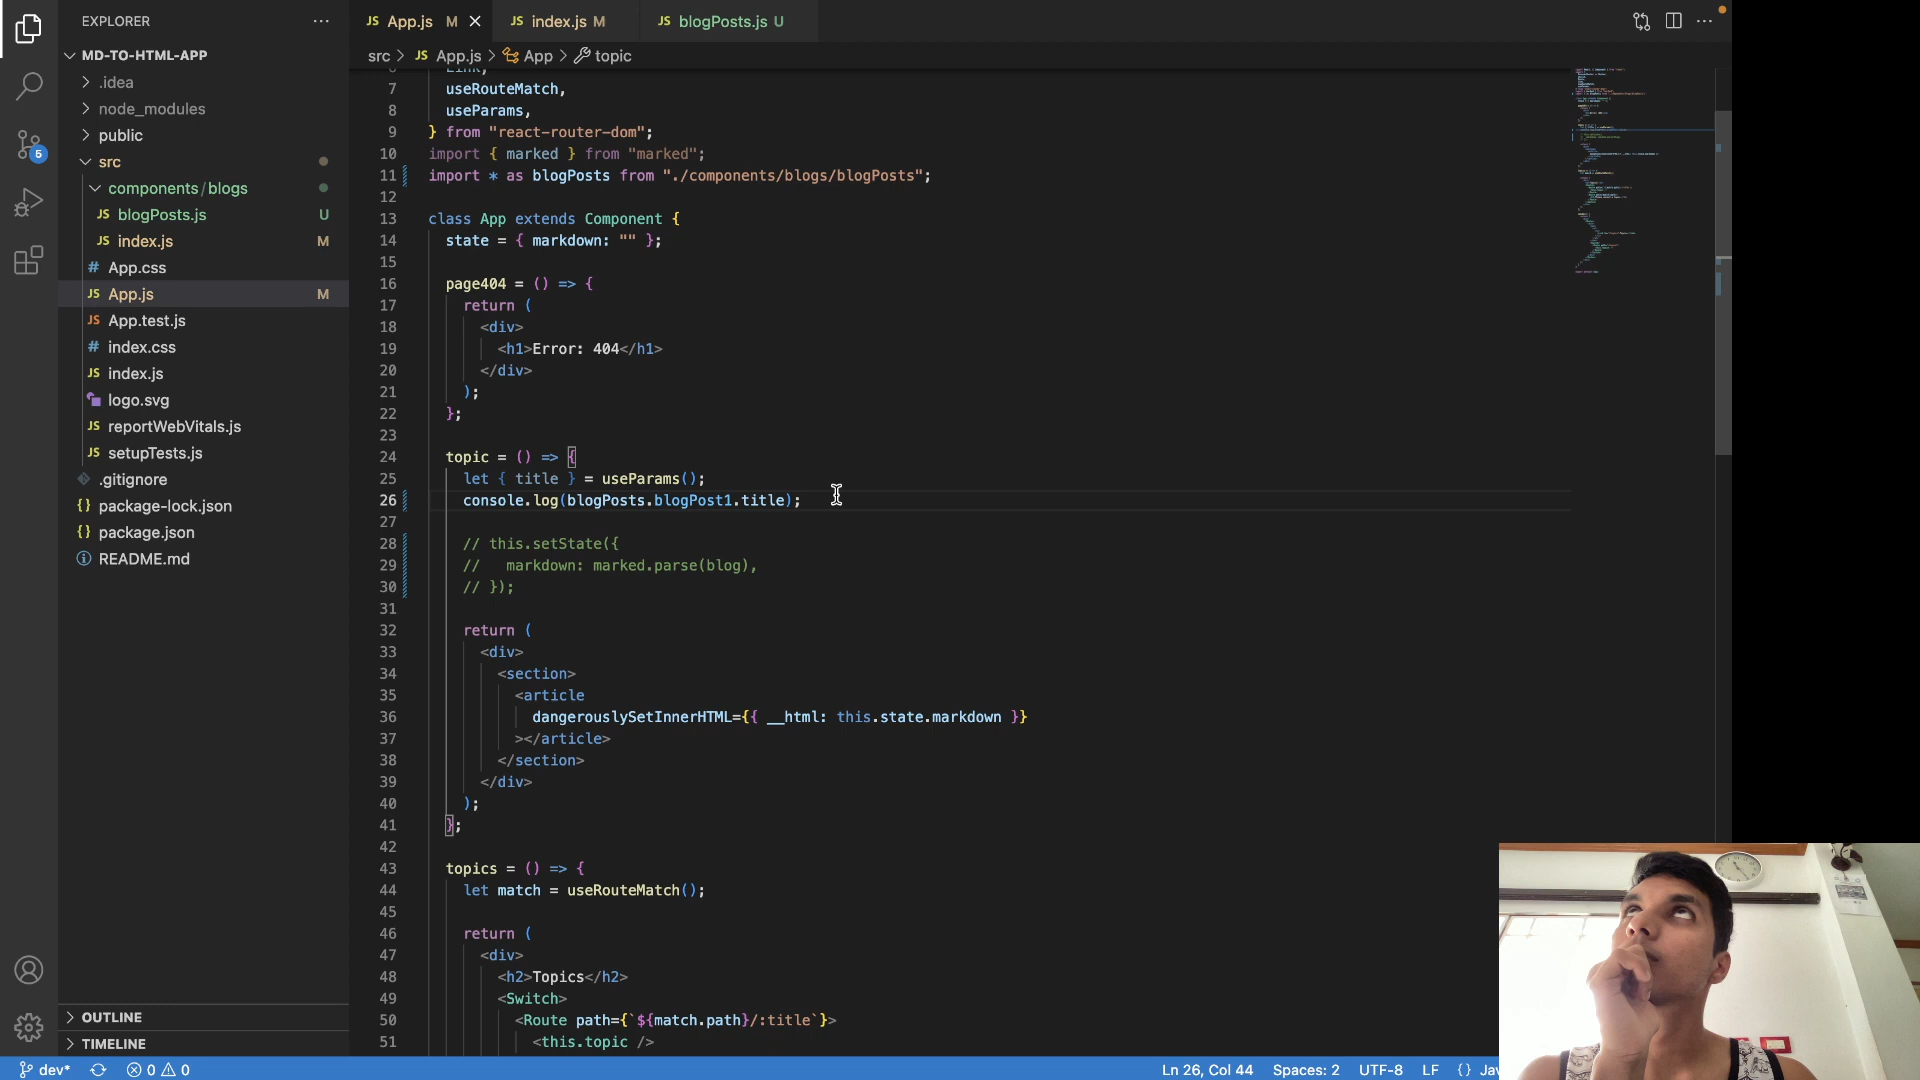 EXPLORER
MD-TO-HTML-APP
.idea
node_modules
public
src
components/blogs
JS blogPosts.js U
JS index.js M
# App.css
JS App.js M
JS App.test.js
# index.css
JS index.js
logo.svg
JS reportWebVitals.js
JS setupTests.js
.gitignore
{} package-lock.json
{} package.json
README.md
OUTLINE
TIMELINE
5
JS App.js M
JS index.js M
JS blogPosts.js U
src > JS App.js > App > topic
Link,
7 useRouteMatch,
8 useParams,
9 } from "react-router-dom";
10 import { marked } from "marked";
11 import * as blogPosts from "./components/blogs/blogPosts";
12
13 class App extends Component {
14 state = { markdown: "" };
15
16 page404 = () => {
17 return (
18 <div>
19 <h1>Error: 404</h1>
20 </div>
21 );
22 };
23
24 topic = () => {
25 let { title } = useParams();
26 console.log(blogPosts.blogPost1.title);
27
28 // this.setState({
29 //   markdown: marked.parse(blog),
30 // });
31
32 return (
33 <div>
34 <section>
35 <article
36 dangerouslySetInnerHTML={{ __html: this.state.markdown }}
37 ></article>
38 </section>
39 </div>
40 );
41 };
42
43 topics = () => {
44 let match = useRouteMatch();
45
46 return (
47 <div>
48 <h2>Topics</h2>
49 <Switch>
50 <Route path={`${match.path}/:title`}>
51 <this.topic />
dev* 0 0 Ln 26, Col 44 Spaces: 2 UTF-8 LF {} Jav